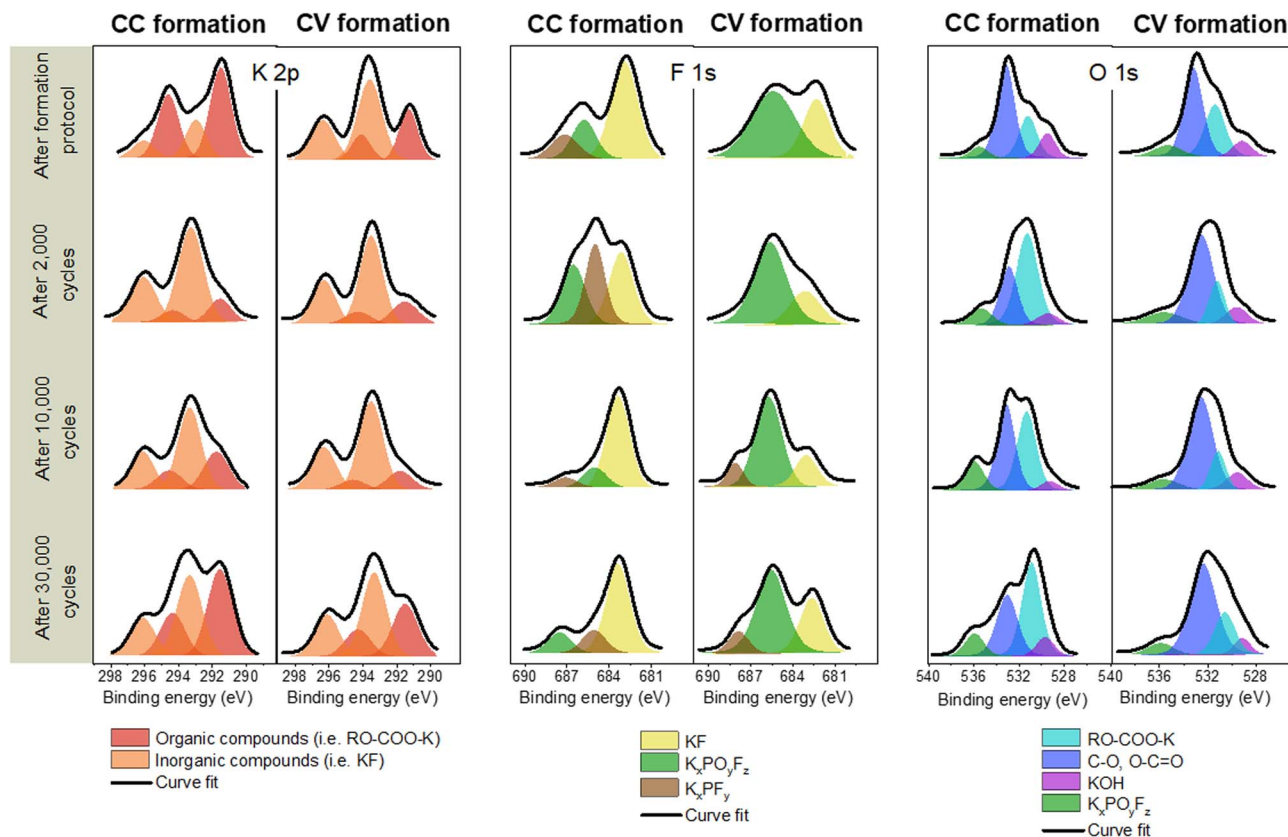 CC formation CV formation CC formation CV formation CC formation CV formation
K 2p F 1s O 1s
After formation
protocol
After 2,000
cycles
After 10,000
cycles
After 30,000
cycles
298 296 294 292 290 298 296 294 292 290 690 687 684 681 690 687 684 681 540 536 532 528 540 536 532 528
Binding energy (eV) Binding energy (eV) Binding energy (eV) Binding energy (eV) Binding energy (eV) Binding energy (eV)
Organic compounds (i.e. RO-COO-K)
Inorganic compounds (i.e. KF)
Curve fit
KF
KxPOyFz
KxPFy
Curve fit
RO-COO-K
C-O, O-C=O
KOH
KxPOyFz
Curve fit